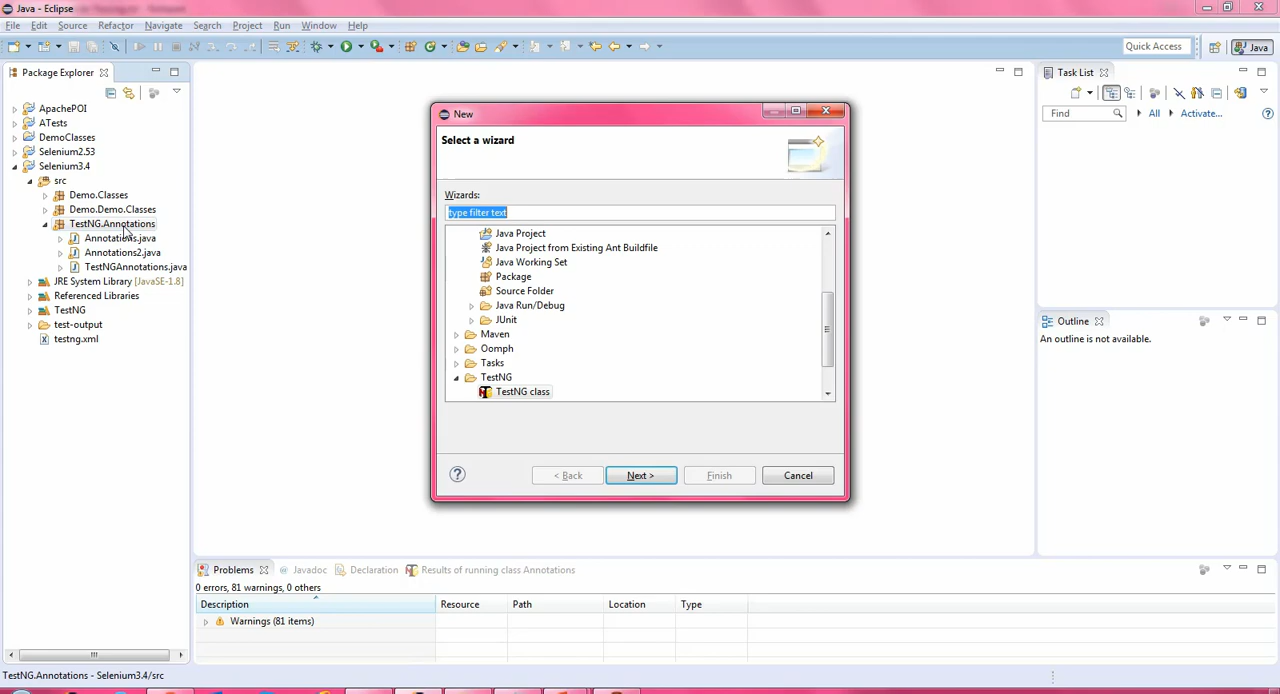 Java - Eclipse
File Edit Source Refactor Navigate Search Project Run Window Help
Quick Access
Java
Package Explorer
ApachePOI
ATests
DemoClasses
Selenium2.53
Selenium3.4
src
Demo.Classes
Demo.Demo.Classes
TestNG.Annotations
Annotations.java
Annotations2.java
TestNGAnnotations.java
JRE System Library [JavaSE-1.8]
Referenced Libraries
TestNG
test-output
testng.xml
New
Select a wizard
Wizards:
type filter text
Java Project
Java Project from Existing Ant Buildfile
Java Working Set
Package
Source Folder
Java Run/Debug
JUnit
Maven
Oomph
Tasks
TestNG
TestNG class
< Back
Next >
Finish
Cancel
Task List
Find
All
Activate...
Outline
An outline is not available.
Problems Javadoc Declaration Results of running class Annotations
0 errors, 81 warnings, 0 others
Description Resource Path Location Type
Warnings (81 items)
TestNG.Annotations - Selenium3.4/src